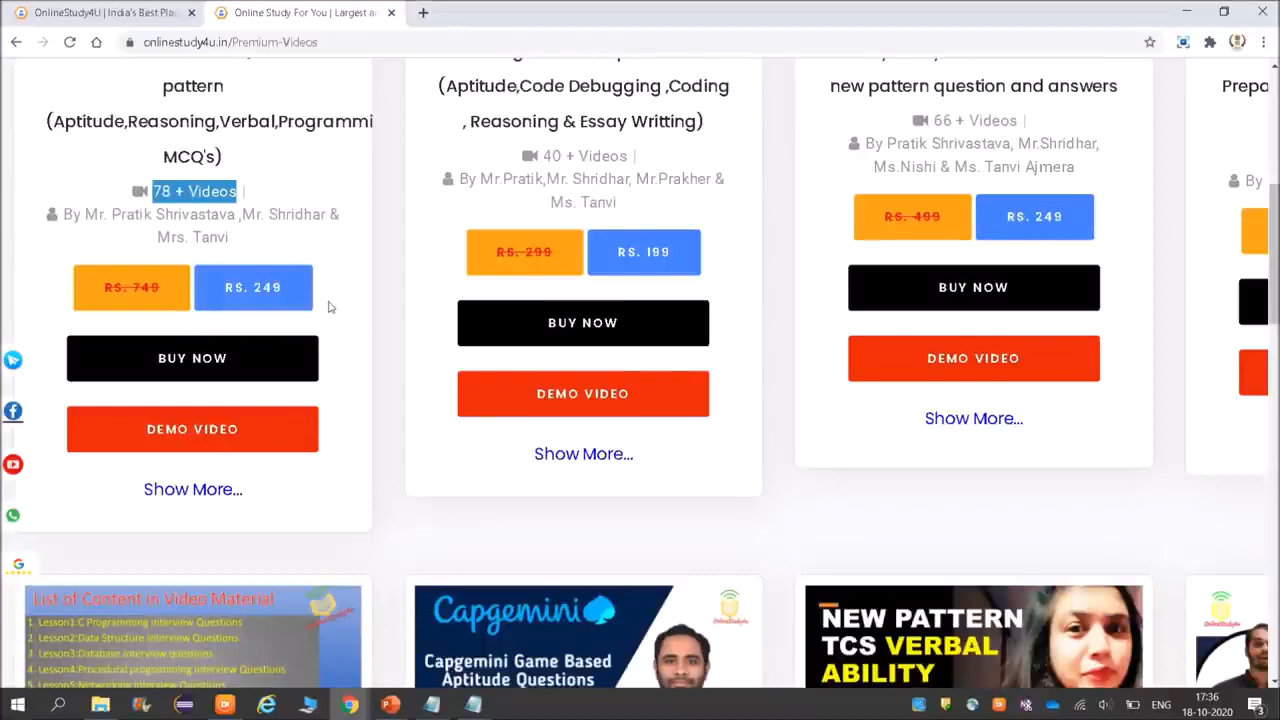 OnlineStudy4U | India's Best Pla
Online Study For You | Largest a
onlinestudy4u.in/Premium-Videos
pattern
(Aptitude,Reasoning,Verbal,Programmi
MCQ's)
78 + Videos |
By Mr. Pratik Shrivastava ,Mr. Shridhar &
Mrs. Tanvi
RS. 749
RS. 249
BUY NOW
DEMO VIDEO
Show More...
(Aptitude,Code Debugging ,Coding
, Reasoning & Essay Writting)
40 + Videos |
By Mr.Pratik,Mr. Shridhar, Mr.Prakher &
Ms. Tanvi
RS. 299
RS. 199
BUY NOW
DEMO VIDEO
Show More...
new pattern question and answers
66 + Videos |
By Pratik Shrivastava, Mr.Shridhar,
Ms.Nishi & Ms. Tanvi Ajmera
RS. 499
RS. 249
BUY NOW
DEMO VIDEO
Show More...
Prepa
By
List of Content in Video Material
1. Lesson1:C Programming Interview Questions
2. Lesson2:Data Structure Interview Questions
3. Lesson3:Database interview questions
4. Lesson4:Procedural programming Interview Questions
5. Lesson5:Networking Interview Questions
Capgemini
Capgemini Game Based
Aptitude Questions
OnlineStudy4u
NEW PATTERN
TCS VERBAL
ABILITY
OnlineStudy4u
ENG
17:36
18-10-2020